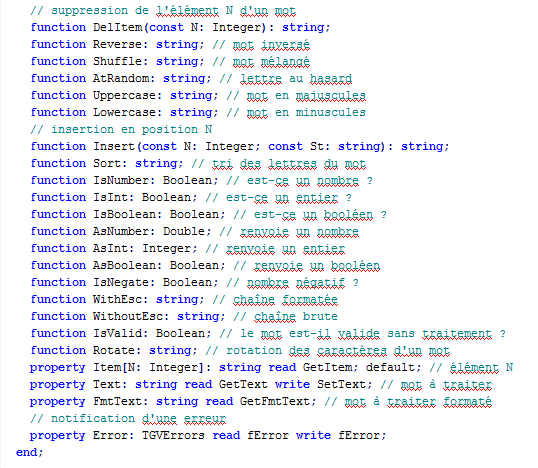 // suppression de l'élément N d'un mot
function DelItem(const N: Integer): string;
function Reverse: string; // mot inversé
function Shuffle: string; // mot mélangé
function AtRandom: string; // lettre au hasard
function Uppercase: string; // mot en majuscules
function Lowercase: string; // mot en minuscules
// insertion en position N
function Insert(const N: Integer; const St: string): string;
function Sort: string; // tri des lettres du mot
function IsNumber: Boolean; // est-ce un nombre ?
function IsInt: Boolean; // est-ce un entier ?
function IsBoolean: Boolean; // est-ce un booléen ?
function AsNumber: Double; // renvoie un nombre
function AsInt: Integer; // renvoie un entier
function AsBoolean: Boolean; // renvoie un booléen
function IsNegate: Boolean; // nombre négatif ?
function WithEsc: string; // chaîne formatée
function WithoutEsc: string; // chaîne brute
function IsValid: Boolean; // le mot est-il valide sans traitement ?
function Rotate: string; // rotation des caractères d'un mot
property Item[N: Integer]: string read GetItem; default; // élément N
property Text: string read GetText write SetText; // mot à traiter
property FmtText: string read GetFmtText; // mot à traiter formaté
// notification d'une erreur
property Error: TGVErrors read fError write fError;
end;